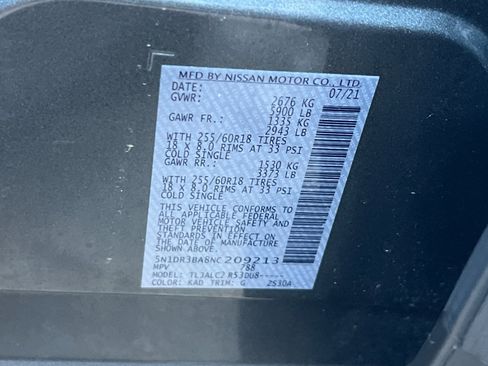 MFD BY NISSAN MOTOR CO., LTD.
DATE: 07/21
GVWR: 2676 KG
5900 LB
GAWR FR.: 1335 KG
2943 LB
WITH 255/60R18 TIRES
18 X 8.0 RIMS AT 33 PSI
COLD SINGLE
GAWR RR.: 1530 KG
3373 LB
WITH 255/60R18 TIRES
18 X 8.0 RIMS AT 33 PSI
COLD SINGLE
THIS VEHICLE CONFORMS TO
ALL APPLICABLE FEDERAL
MOTOR VEHICLE SAFETY AND
THEFT PREVENTION
STANDARDS IN EFFECT ON
THE DATE OF MANUFACTURE
SHOWN ABOVE.
5N1DR3BA8NC209213
MPV 788
MODEL: TLJALC2 R53DU8-----
COLOR: KAD TRIM: G 2S30A